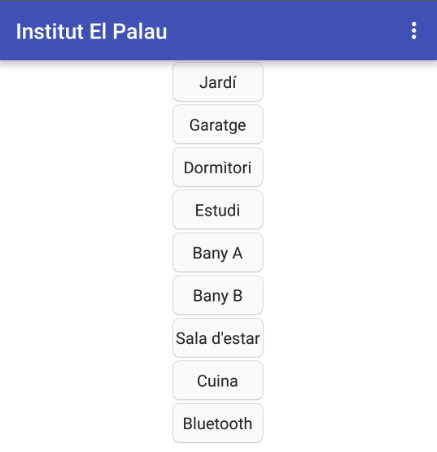 Institut El Palau
Jardí
Garatge
Dormitori
Estudi
Bany A
Bany B
Sala d'estar
Cuina
Bluetooth